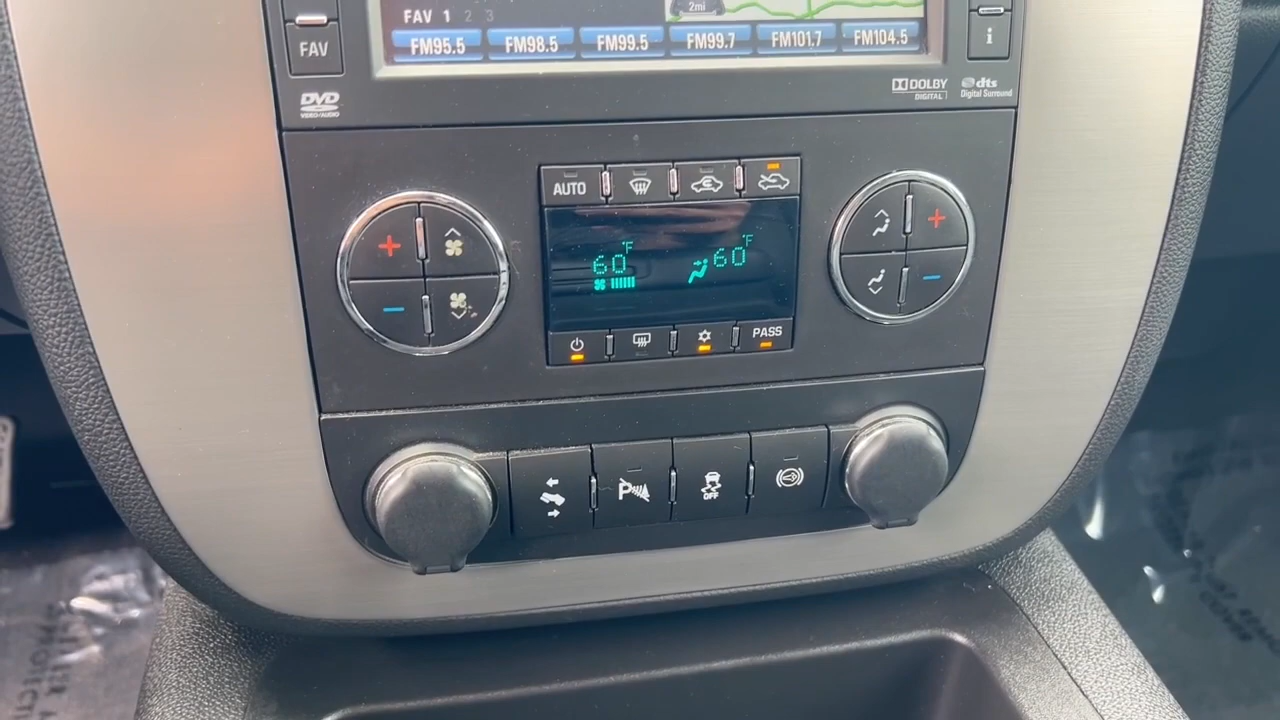 FAV 1 2 3
2mi
FM95.5 FM98.5 FM99.5 FM99.7 FM101.7 FM104.5
FAV
i
DVD
VIDEO/AUDIO
DOLBY
DIGITAL
dts
Digital Surround
AUTO
60°F
60°F
PASS
P
OFF